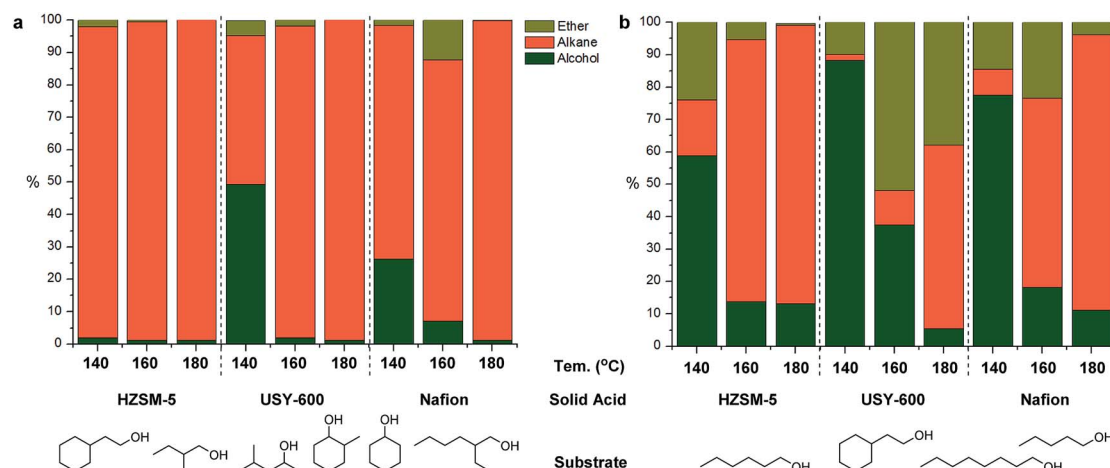 a
b
Ether
Alkane
Alcohol
100
90
80
70
60
50
40
30
20
10
0
%
100
90
80
70
60
50
40
30
20
10
0
%
140 160 180 140 160 180 140 160 180
Tem. (°C)
140 160 180 140 160 180 140 160 180
HZSM-5 USY-600 Nafion
Solid Acid
HZSM-5 USY-600 Nafion
OH
OH
OH
OH
OH
OH
Substrate
OH
OH
OH
OH